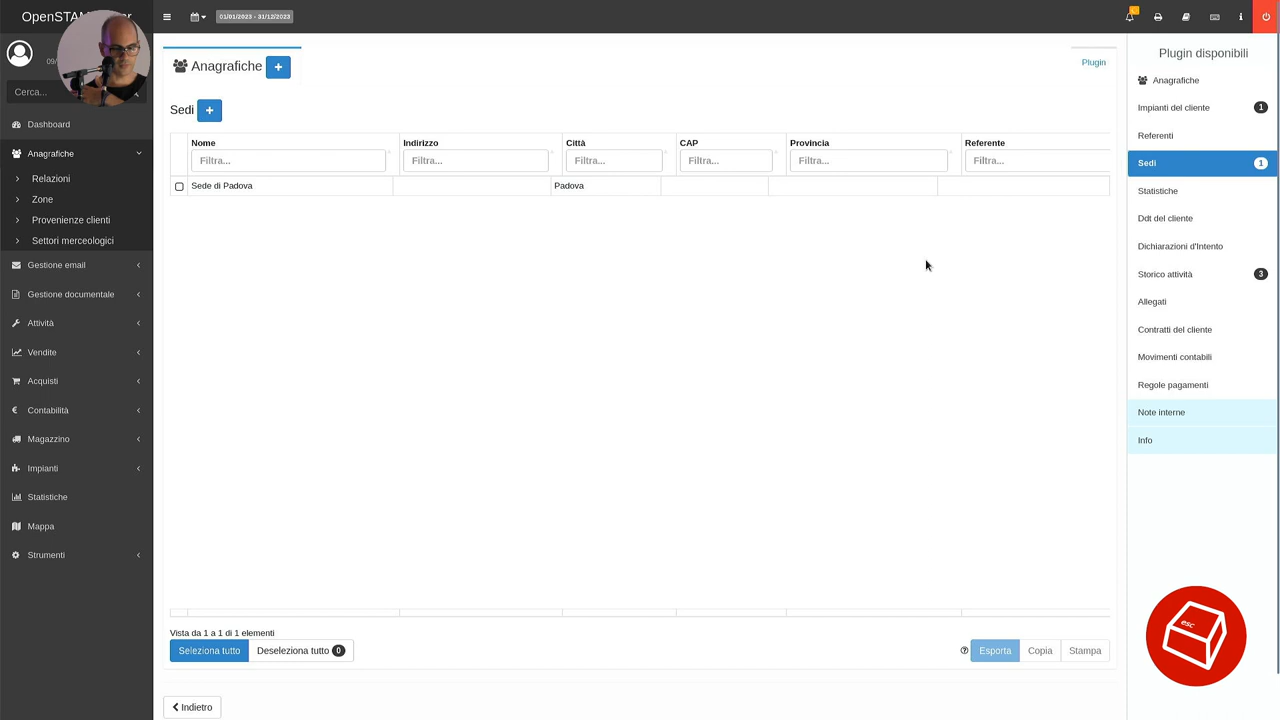 OpenSTAManager
01/01/2023 - 31/12/2023
Cerca...
Dashboard
Anagrafiche
Relazioni
Zone
Provenienze clienti
Settori merceologici
Gestione email
Gestione documentale
Attività
Vendite
Acquisti
Contabilità
Magazzino
Impianti
Statistiche
Mappa
Strumenti
Anagrafiche +
Plugin
Sedi +
Nome Indirizzo Città CAP Provincia Referente
Filtra... Filtra... Filtra... Filtra... Filtra... Filtra...
Sede di Padova Padova
Vista da 1 a 1 di 1 elementi
Seleziona tutto Deseleziona tutto 0 Esporta Copia Stampa
Indietro
Plugin disponibili
Anagrafiche
Impianti del cliente 1
Referenti
Sedi 1
Statistiche
Ddt del cliente
Dichiarazioni d'Intento
Storico attività 3
Allegati
Contratti del cliente
Movimenti contabili
Regole pagamenti
Note interne
Info
esc